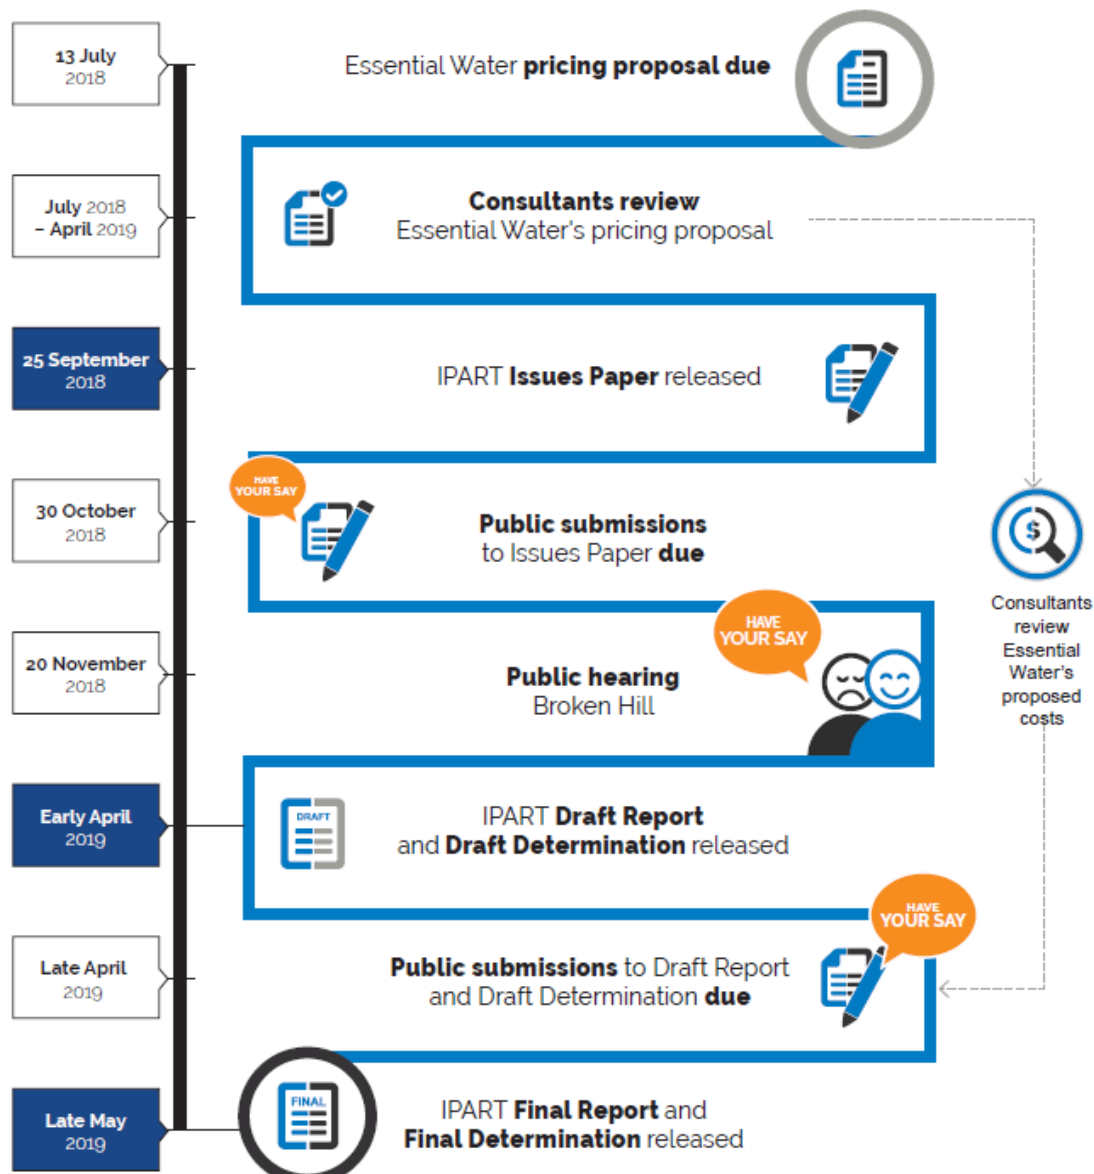 13 July
2018
Essential Water pricing proposal due
July 2018
– April 2019
Consultants review
Essential Water's pricing proposal
25 September
2018
IPART Issues Paper released
30 October
2018
HAVE
YOUR SAY
Public submissions
to Issues Paper due
$
Consultants
review
Essential
Water's
proposed
costs
20 November
2018
Public hearing
Broken Hill
HAVE
YOUR SAY
Early April
2019
DRAFT
IPART Draft Report
and Draft Determination released
Late April
2019
Public submissions to Draft Report
and Draft Determination due
HAVE
YOUR SAY
Late May
2019
FINAL
IPART Final Report and
Final Determination released